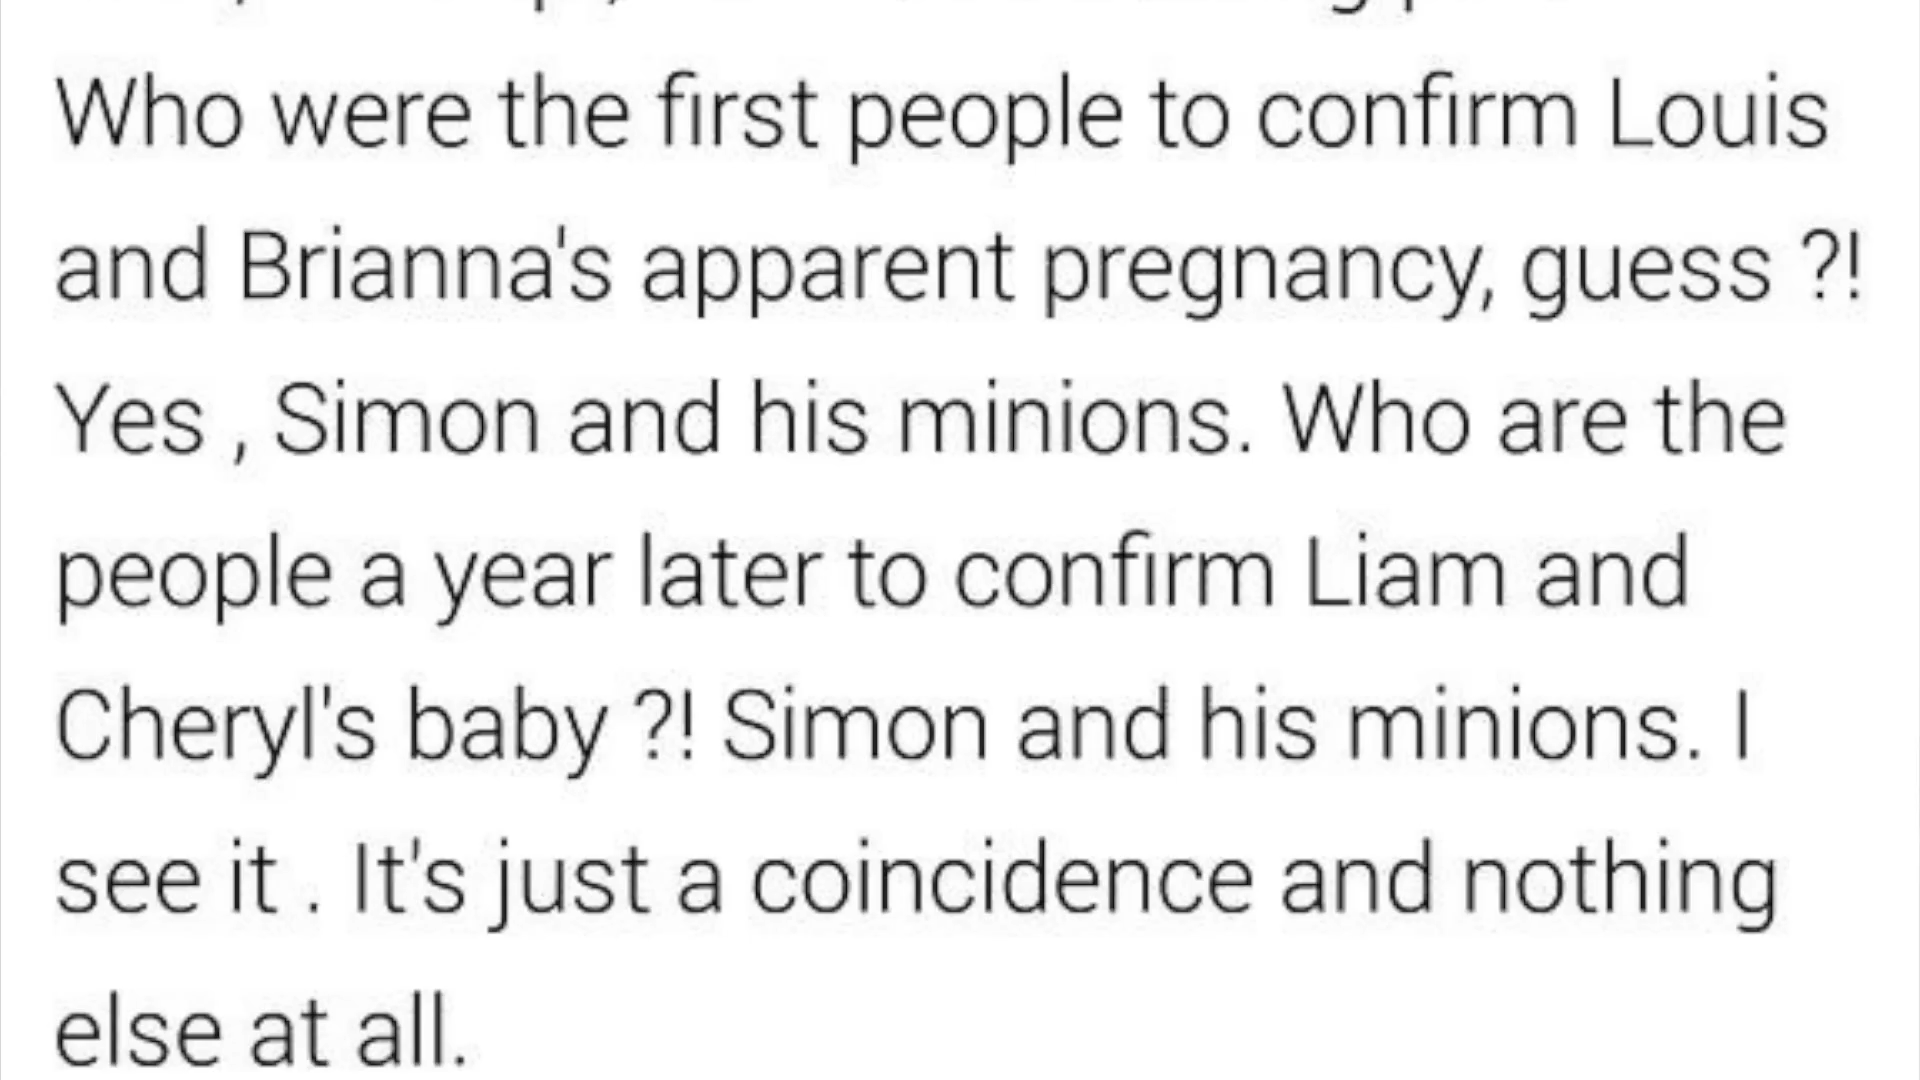 Who were the first people to confirm Louis
and Brianna's apparent pregnancy, guess ?!
Yes , Simon and his minions. Who are the
people a year later to confirm Liam and
Cheryl's baby ?! Simon and his minions. I
see it . It's just a coincidence and nothing
else at all.